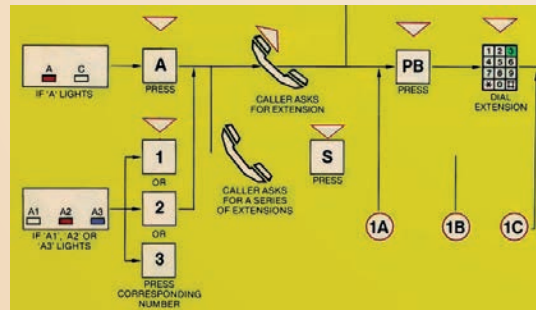 A C
IF 'A' LIGHTS
A
PRESS
CALLER ASKS
FOR EXTENSION
PB
PRESS
1 2 3
4 5 6
7 8 9
DIAL
EXTENSION
1
OR
2
OR
3
PRESS
CORRESPONDING
NUMBER
A1 A2 A3
IF 'A1', 'A2' OR
'A3' LIGHTS
CALLER ASKS
FOR A SERIES
OF EXTENSIONS
S
PRESS
1A
1B
1C